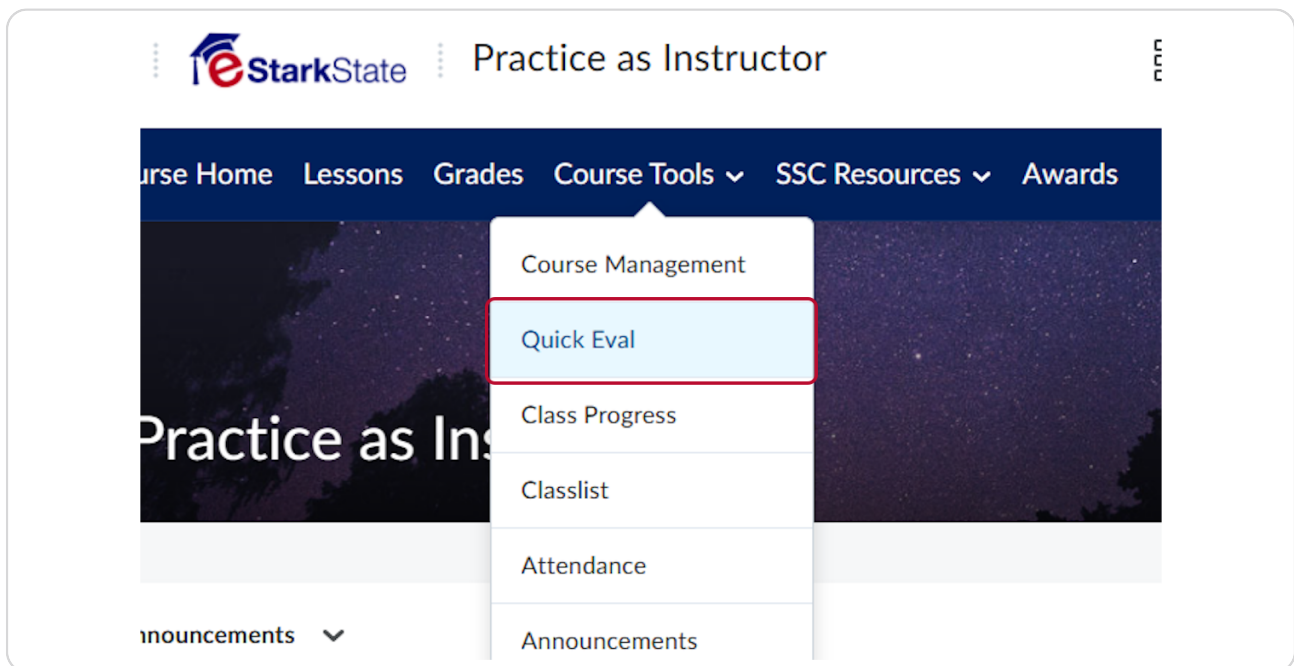 eStarkState
Practice as Instructor
urse Home Lessons Grades Course Tools SSC Resources Awards
Course Management
Quick Eval
Class Progress
Practice as Ins
Classlist
Attendance
nnouncements
Announcements